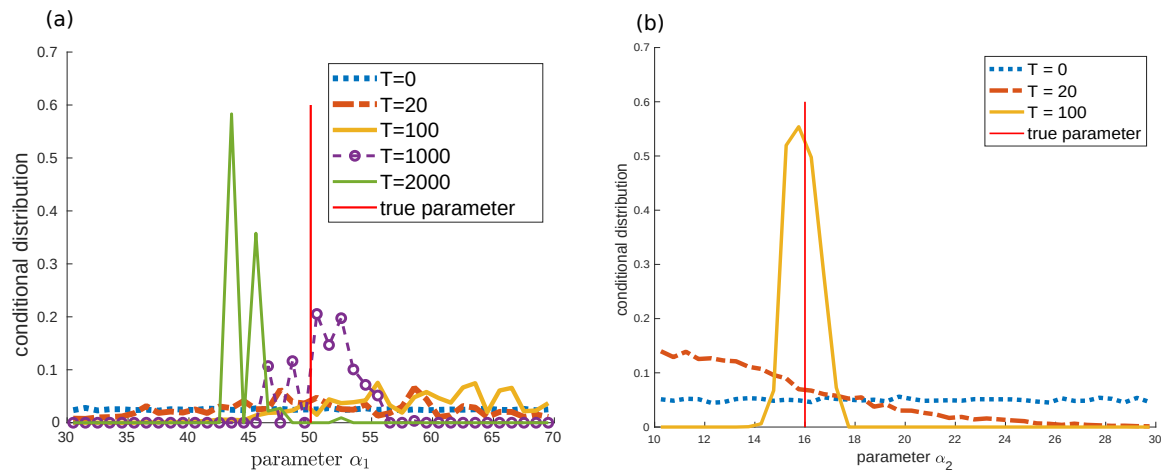 (a)
0.7
0.6
0.5
0.4
0.3
0.2
0.1
0
conditional distribution
T=0
T=20
T=100
T=1000
T=2000
true parameter
30 35 40 45 50 55 60 65 70
parameter α₁
(b)
0.7
0.6
0.5
0.4
0.3
0.2
0.1
0
conditional distribution
T = 0
T = 20
T = 100
true parameter
10 12 14 16 18 20 22 24 26 28 30
parameter α₂